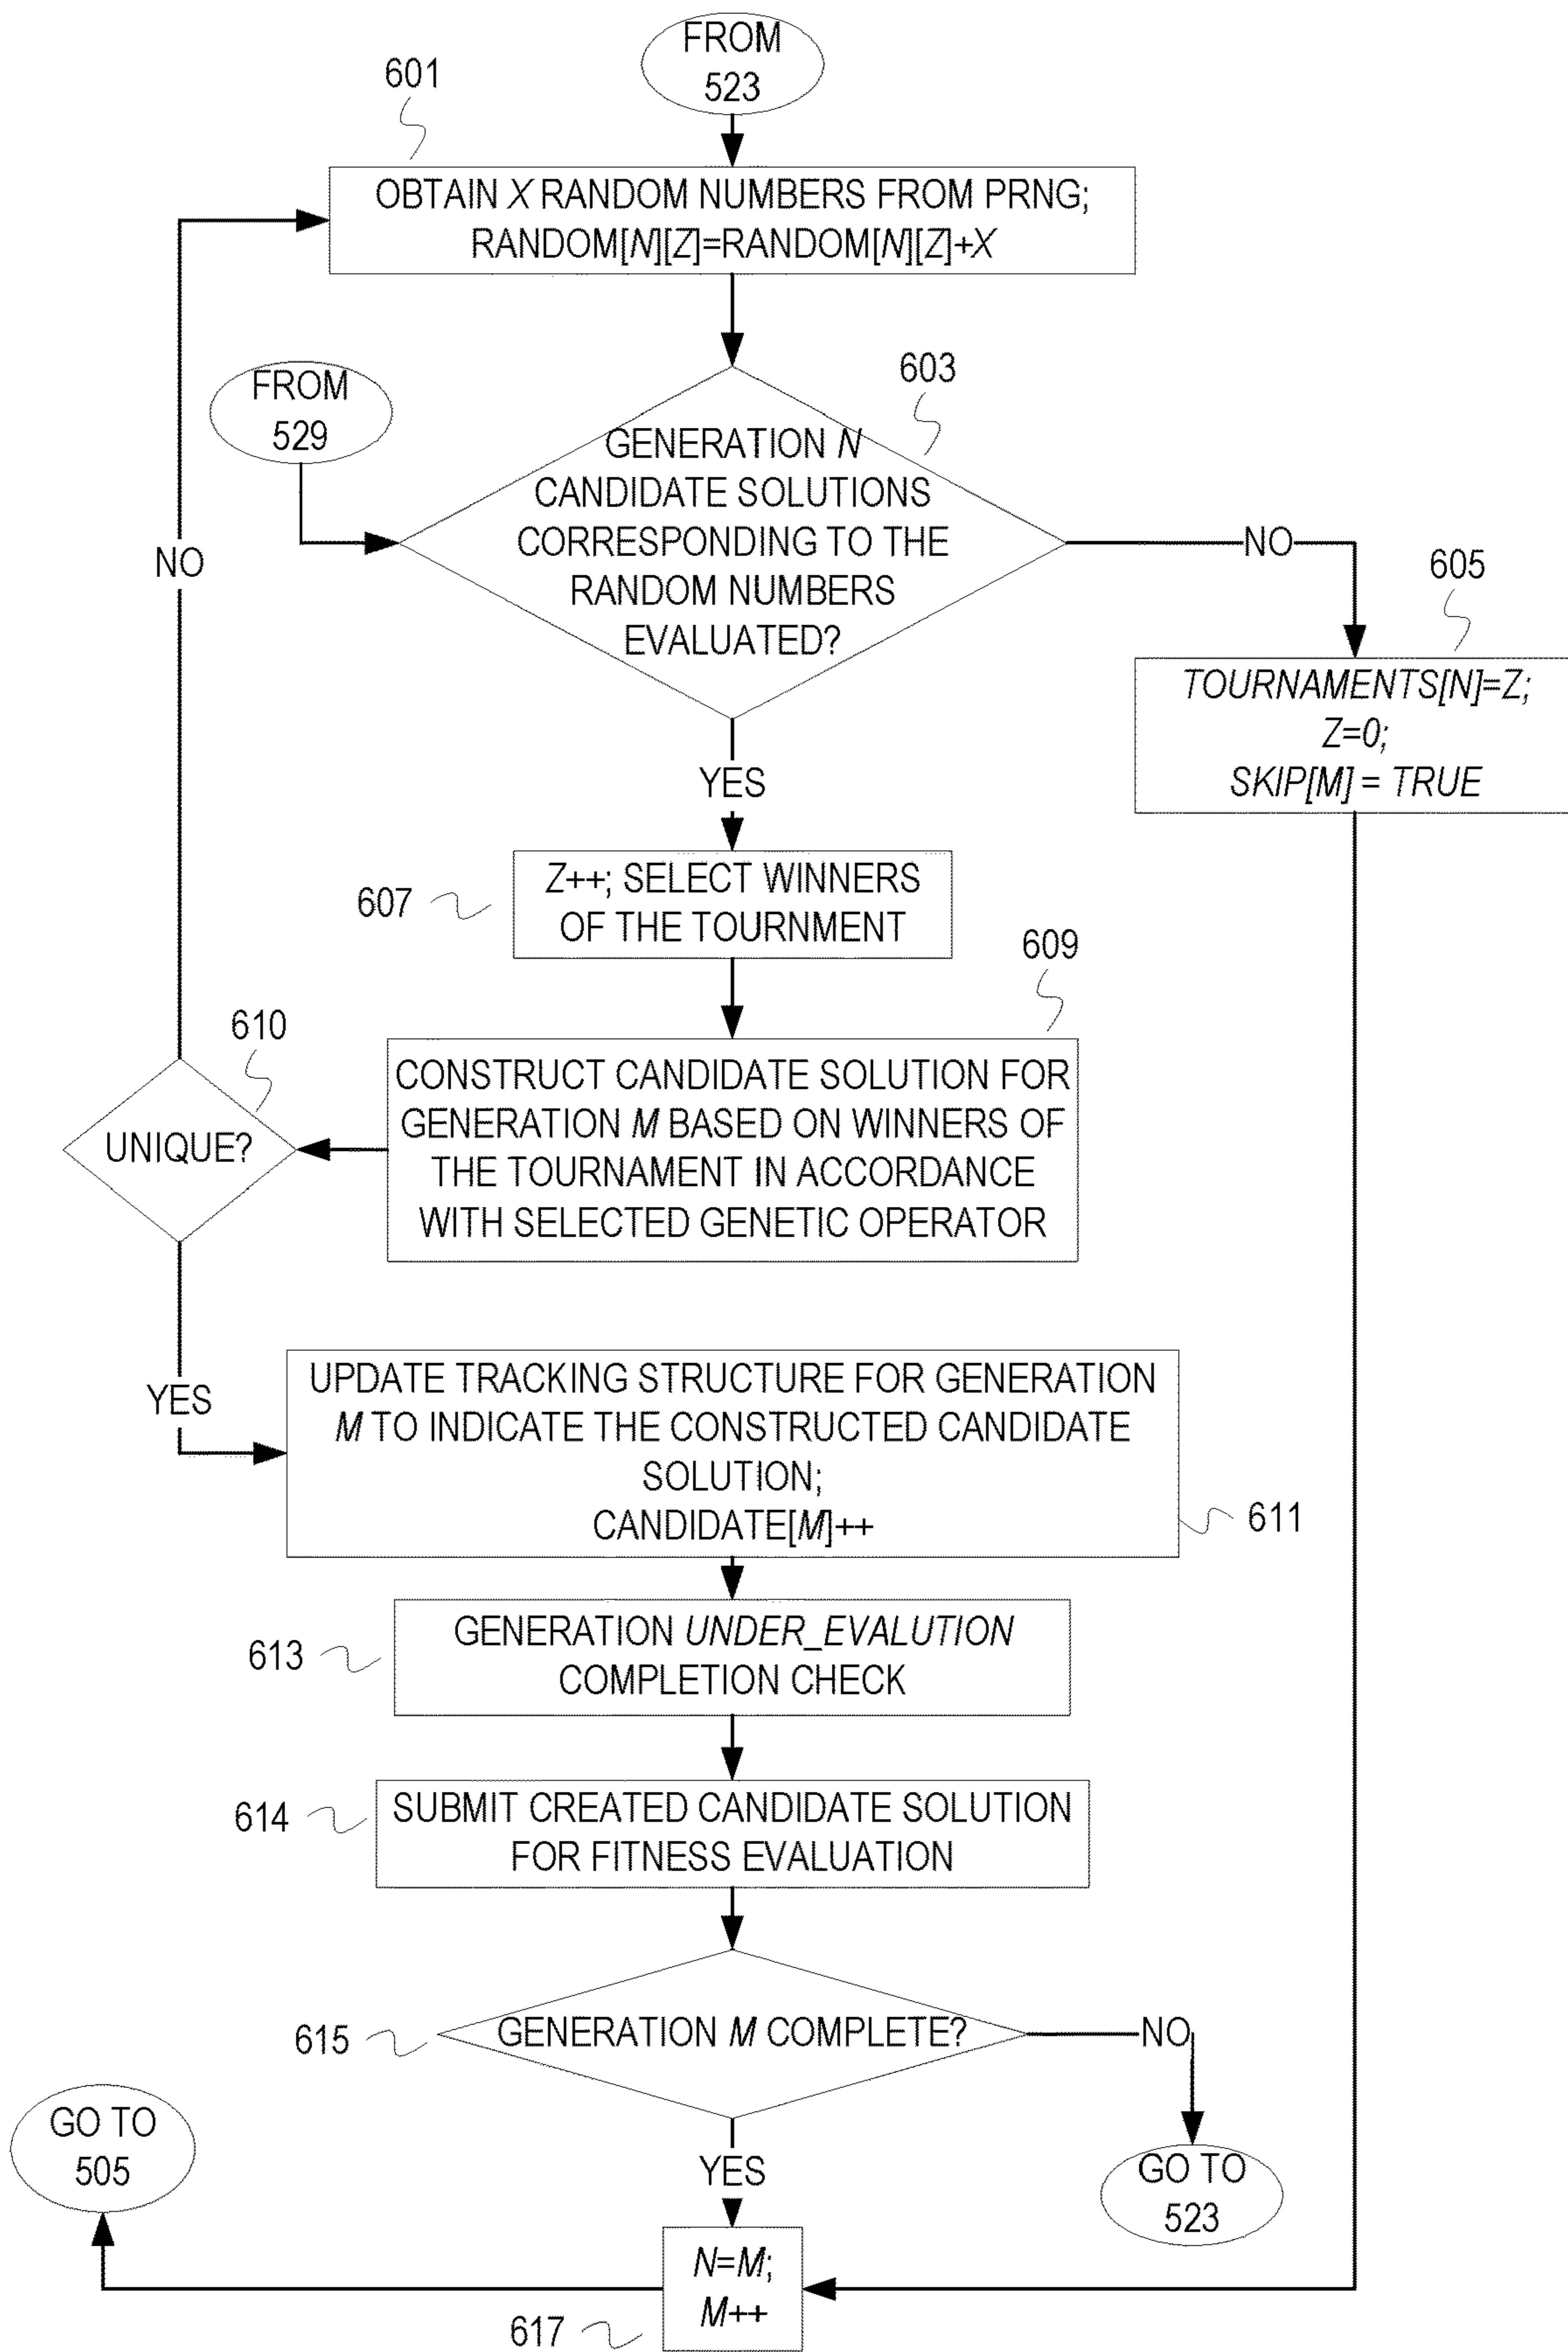 FROM
523
601
OBTAIN X RANDOM NUMBERS FROM PRNG;
RANDOM[N][Z]=RANDOM[N][Z]+X
603
FROM
529
GENERATION N
CANDIDATE SOLUTIONS
CORRESPONDING TO THE
RANDOM NUMBERS
EVALUATED?
NO
NO
605
TOURNAMENTS[N]=Z;
Z=0;
SKIP[M] = TRUE
YES
607
Z++; SELECT WINNERS
OF THE TOURNMENT
609
610
CONSTRUCT CANDIDATE SOLUTION FOR
GENERATION M BASED ON WINNERS OF
THE TOURNAMENT IN ACCORDANCE
WITH SELECTED GENETIC OPERATOR
UNIQUE?
YES
UPDATE TRACKING STRUCTURE FOR GENERATION
M TO INDICATE THE CONSTRUCTED CANDIDATE
SOLUTION;
CANDIDATE[M]++
611
GENERATION UNDER_EVALUTION
COMPLETION CHECK
613
614
SUBMIT CREATED CANDIDATE SOLUTION
FOR FITNESS EVALUATION
615
GENERATION M COMPLETE?
NO
GO TO
505
YES
GO TO
523
N=M;
M++
617